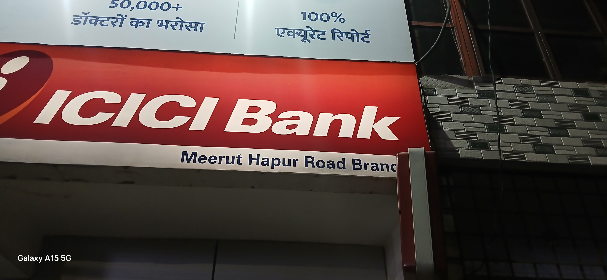 50,000+
डॉक्टरों का भरोसा
100%
एक्यूरेट रिपोर्ट
ICICI Bank
Meerut Hapur Road Branc
Galaxy A15 5G